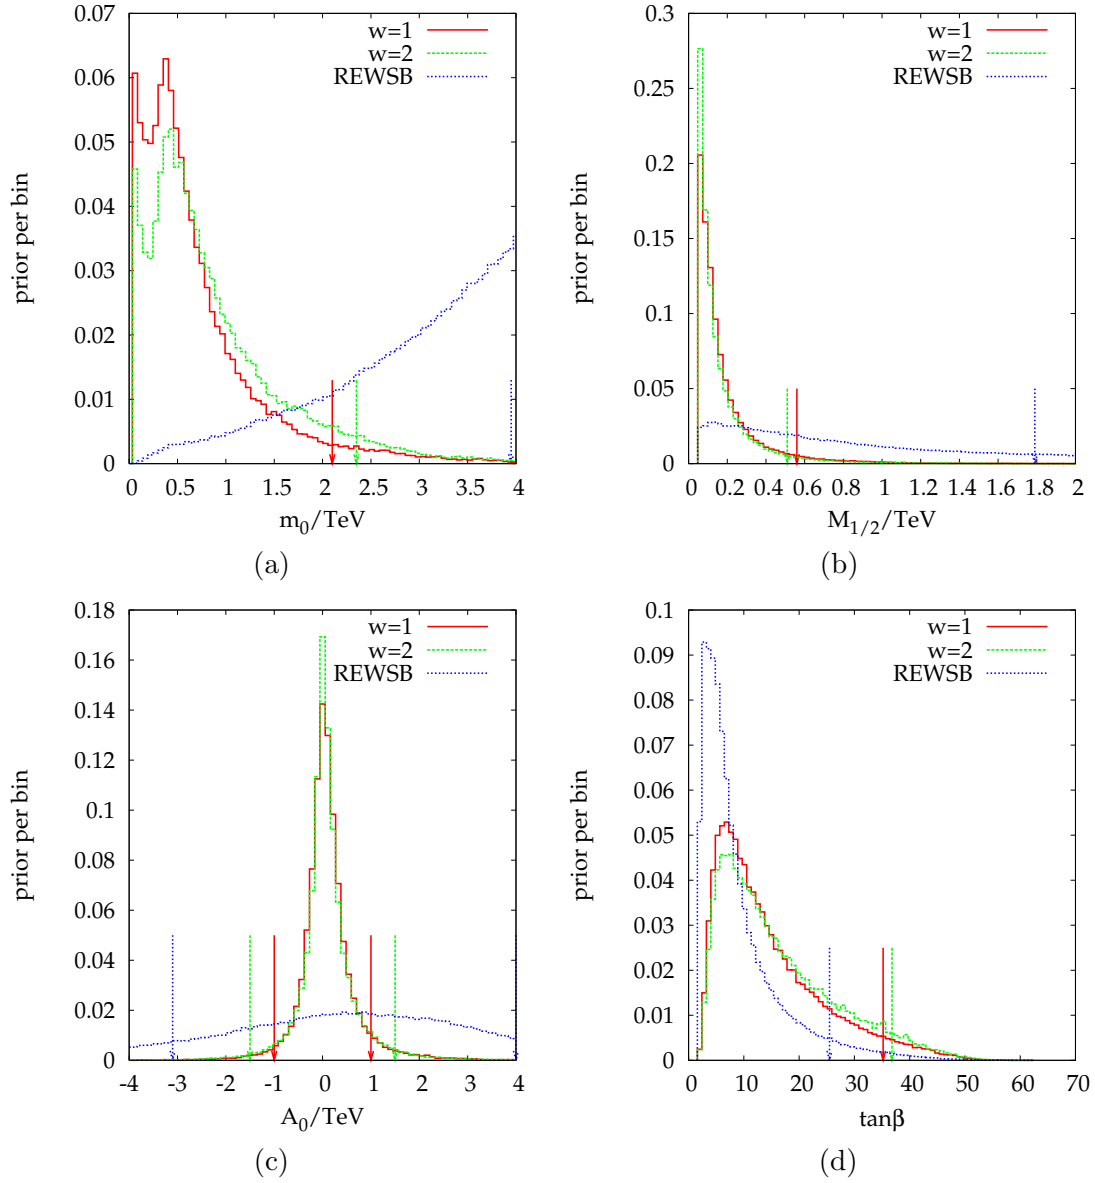 0.07
0.06
0.05
0.04
0.03
0.02
0.01
0
prior per bin
w=1
w=2
REWSB
0 0.5 1 1.5 2 2.5 3 3.5 4
m0/TeV
(a)
0.3
0.25
0.2
0.15
0.1
0.05
0
prior per bin
w=1
w=2
REWSB
0 0.2 0.4 0.6 0.8 1 1.2 1.4 1.6 1.8 2
M1/2/TeV
(b)
0.18
0.16
0.14
0.12
0.1
0.08
0.06
0.04
0.02
0
prior per bin
w=1
w=2
REWSB
-4 -3 -2 -1 0 1 2 3 4
A0/TeV
(c)
0.1
0.09
0.08
0.07
0.06
0.05
0.04
0.03
0.02
0.01
0
prior per bin
w=1
w=2
REWSB
0 10 20 30 40 50 60 70
tanβ
(d)